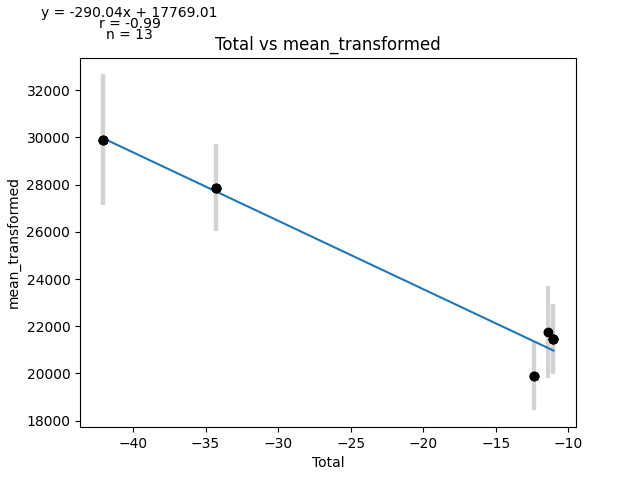 y = -290.04x + 17769.01
r = -0.99
n = 13
Total vs mean_transformed
mean_transformed
32000
30000
28000
26000
24000
22000
20000
18000
−40
−35
−30
−25
−20
−15
−10
Total